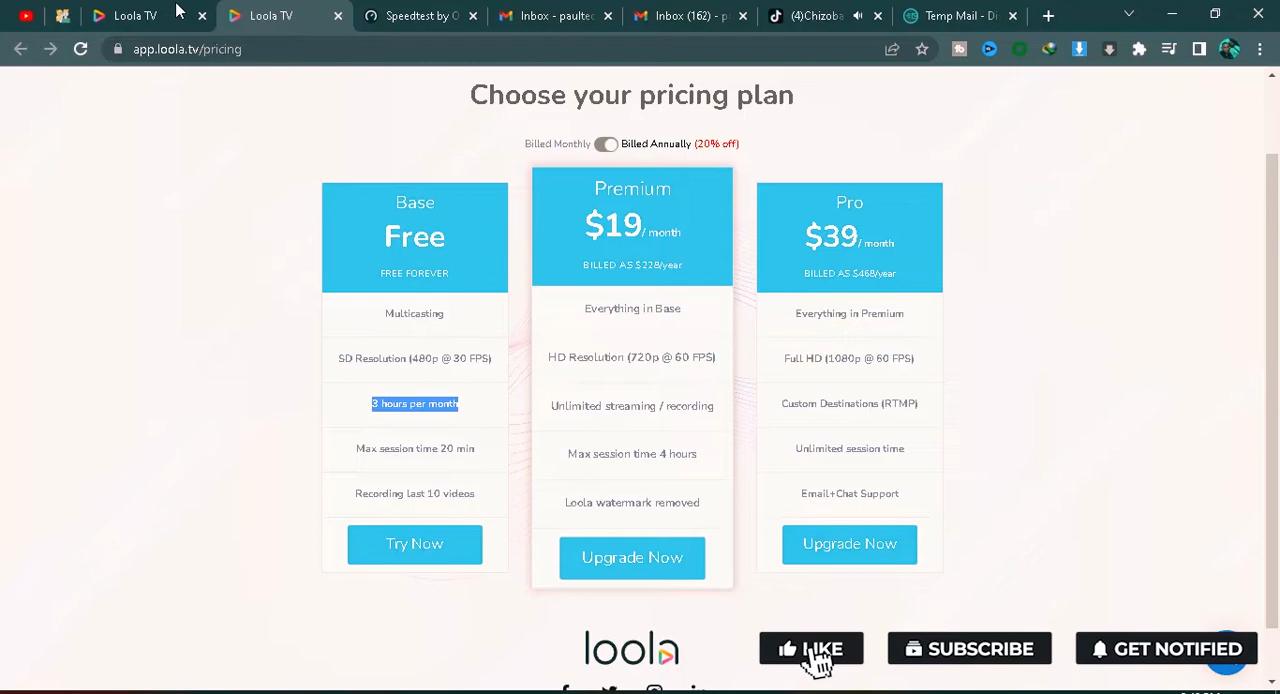 Loola TV
Loola TV
Speedtest by O
Inbox - paultec
Inbox (162) - p
(4)Chizoba
Temp Mail - Di
app.loola.tv/pricing
Choose your pricing plan
Billed Monthly Billed Annually (20% off)
Base
Free
FREE FOREVER
Multicasting
SD Resolution (480p @ 30 FPS)
3 hours per month
Max session time 20 min
Recording last 10 videos
Try Now
Premium
$19/ month
BILLED AS $228/year
Everything in Base
HD Resolution (720p @ 60 FPS)
Unlimited streaming / recording
Max session time 4 hours
Loola watermark removed
Upgrade Now
Pro
$39/ month
BILLED AS $468/year
Everything in Premium
Full HD (1080p @ 60 FPS)
Custom Destinations (RTMP)
Unlimited session time
Email+Chat Support
Upgrade Now
loola
LIKE
SUBSCRIBE
GET NOTIFIED